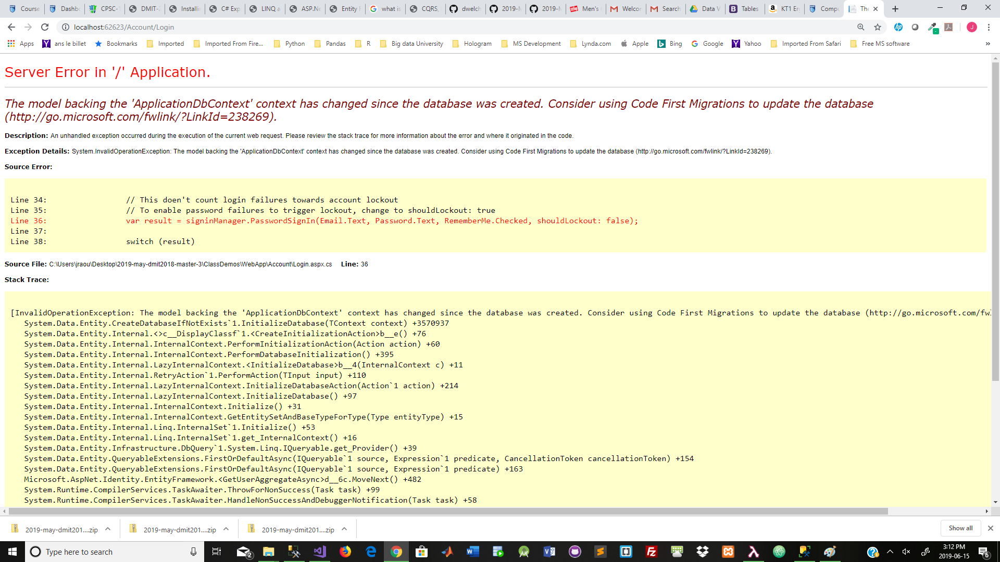 Course
Dashbo
CPSC-1
DMIT-2
Installin
C# Exp
LINQ a
ASP.Ne
Entity F
what is
CQRS,
dwelch
2019-M
2019-M
Men's
Welcor
Search
Data V
Tables
KT1 Er
Compu
The
localhost:62623/Account/Login
Apps
ans le billet
Bookmarks
Imported
Imported From Fire...
Python
Pandas
R
Big data University
Hologram
MS Development
Lynda.com
Apple
Bing
Google
Yahoo
Imported From Safari
Free MS software
»
Server Error in '/' Application.
The model backing the 'ApplicationDbContext' context has changed since the database was created. Consider using Code First Migrations to update the database
(http://go.microsoft.com/fwlink/?LinkId=238269).
Description: An unhandled exception occurred during the execution of the current web request. Please review the stack trace for more information about the error and where it originated in the code.
Exception Details: System.InvalidOperationException: The model backing the 'ApplicationDbContext' context has changed since the database was created. Consider using Code First Migrations to update the database (http://go.microsoft.com/fwlink/?LinkId=238269).
Source Error:
Line 34: // This doen't count login failures towards account lockout
Line 35: // To enable password failures to trigger lockout, change to shouldLockout: true
Line 36: var result = signinManager.PasswordSignIn(Email.Text, Password.Text, RememberMe.Checked, shouldLockout: false);
Line 37:
Line 38: switch (result)
Source File: C:\Users\jraou\Desktop\2019-may-dmit2018-master-3\ClassDemos\WebApp\Account\Login.aspx.cs Line: 36
Stack Trace:
[InvalidOperationException: The model backing the 'ApplicationDbContext' context has changed since the database was created. Consider using Code First Migrations to update the database (http://go.microsoft.com/fwl
System.Data.Entity.CreateDatabaseIfNotExists`1.InitializeDatabase(TContext context) +3570937
System.Data.Entity.Internal.<>c__DisplayClassf`1.<CreateInitializationAction>b__e() +76
System.Data.Entity.Internal.InternalContext.PerformInitializationAction(Action action) +60
System.Data.Entity.Internal.InternalContext.PerformDatabaseInitialization() +395
System.Data.Entity.Internal.LazyInternalContext.<InitializeDatabase>b__4(InternalContext c) +11
System.Data.Entity.Internal.RetryAction`1.PerformAction(TInput input) +110
System.Data.Entity.Internal.LazyInternalContext.InitializeDatabaseAction(Action`1 action) +214
System.Data.Entity.Internal.LazyInternalContext.InitializeDatabase() +97
System.Data.Entity.Internal.InternalContext.Initialize() +31
System.Data.Entity.Internal.InternalContext.GetEntitySetAndBaseTypeForType(Type entityType) +15
System.Data.Entity.Internal.Linq.InternalSet`1.Initialize() +53
System.Data.Entity.Internal.Linq.InternalSet`1.get_InternalContext() +16
System.Data.Entity.Infrastructure.DbQuery`1.System.Linq.IQueryable.get_Provider() +39
System.Data.Entity.QueryableExtensions.FirstOrDefaultAsync(IQueryable`1 source, Expression`1 predicate, CancellationToken cancellationToken) +154
System.Data.Entity.QueryableExtensions.FirstOrDefaultAsync(IQueryable`1 source, Expression`1 predicate) +163
Microsoft.AspNet.Identity.EntityFramework.<GetUserAggregateAsync>d__6c.MoveNext() +482
System.Runtime.CompilerServices.TaskAwaiter.ThrowForNonSuccess(Task task) +99
System.Runtime.CompilerServices.TaskAwaiter.HandleNonSuccessAndDebuggerNotification(Task task) +58
2019-may-dmit201....zip
2019-may-dmit201....zip
2019-may-dmit201....zip
Show all
Type here to search
2
3:12 PM
2019-06-15
6